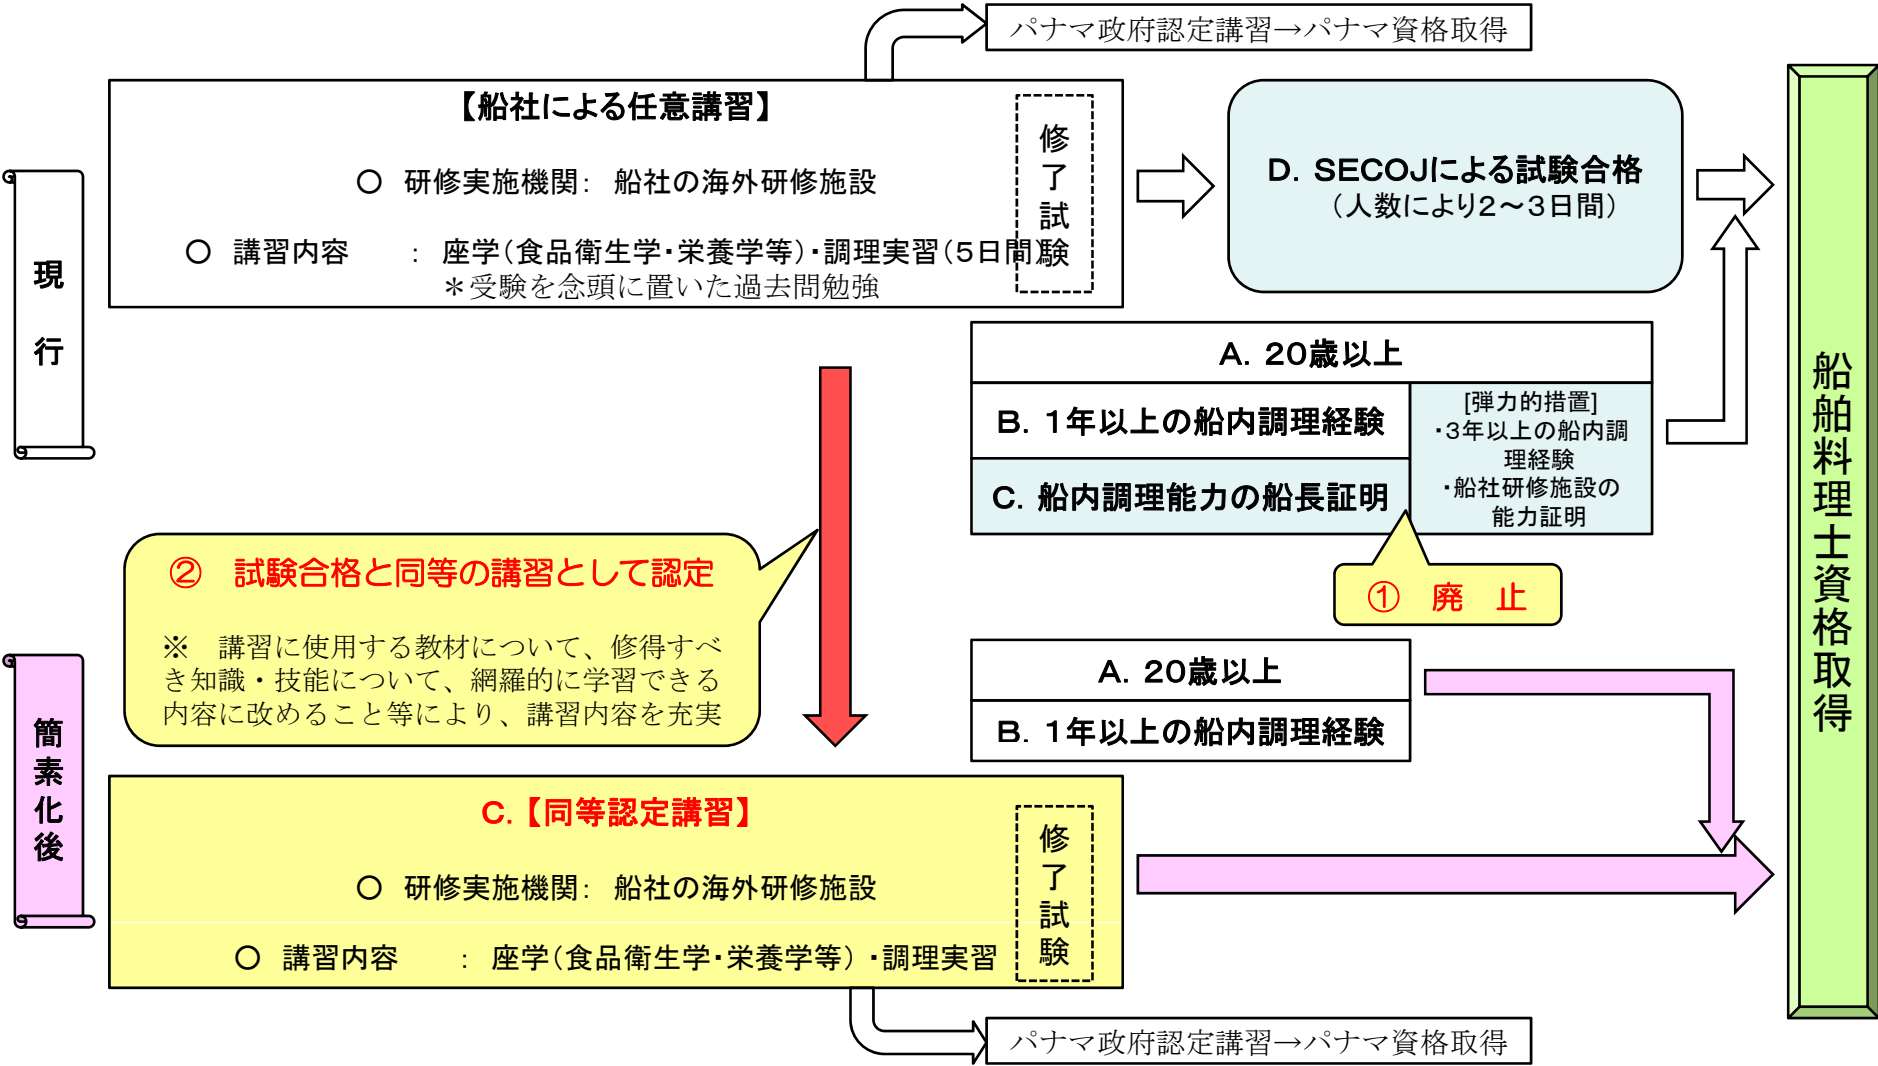 パナマ政府認定講習→パナマ資格取得
現行
【船社による任意講習】
○ 研修実施機関： 船社の海外研修施設
○ 講習内容 ： 座学（食品衛生学・栄養学等）・調理実習（５日間）
＊受験を念頭に置いた過去問勉強
修了試験
D．SECOJによる試験合格
（人数により２～３日間）
A．20歳以上
B．１年以上の船内調理経験
C．船内調理能力の船長証明
[弾力的措置]
・3年以上の船内調
理経験
・船社研修施設の
能力証明
① 廃 止
② 試験合格と同等の講習として認定
※ 講習に使用する教材について、修得すべ
き知識・技能について、網羅的に学習できる
内容に改めること等により、講習内容を充実
簡素化後
A．20歳以上
B．１年以上の船内調理経験
C．【同等認定講習】
○ 研修実施機関： 船社の海外研修施設
○ 講習内容 ： 座学（食品衛生学・栄養学等）・調理実習
修了試験
パナマ政府認定講習→パナマ資格取得
船舶料理士資格取得